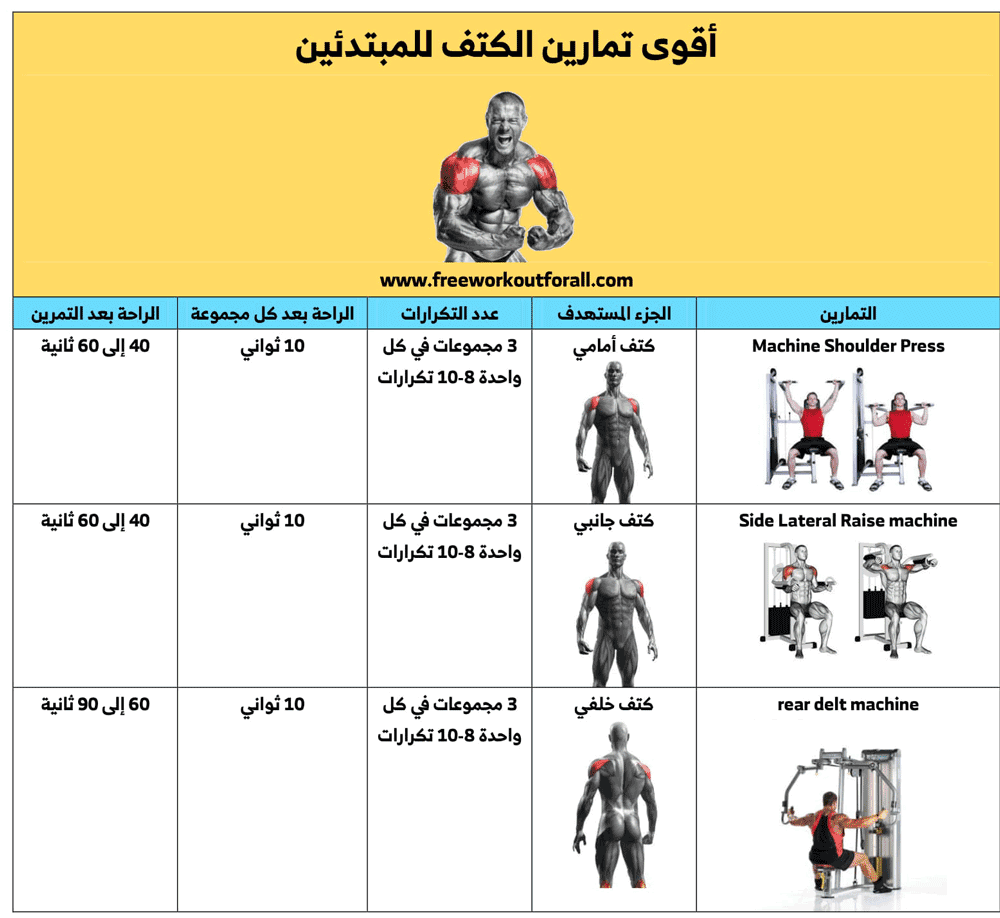 أقوى تمارين الكتف للمبتدئين
www.freeworkoutforall.com
التمارين
الجزء المستهدف
عدد التكرارات
الراحة بعد كل مجموعة
الراحة بعد التمرين
Machine Shoulder Press
كتف أمامي
3 مجموعات في كل
واحدة 8-10 تكرارات
10 ثواني
40 إلى 60 ثانية
Side Lateral Raise machine
كتف جانبي
3 مجموعات في كل
واحدة 8-10 تكرارات
10 ثواني
40 إلى 60 ثانية
rear delt machine
كتف خلفي
3 مجموعات في كل
واحدة 8-10 تكرارات
10 ثواني
60 إلى 90 ثانية